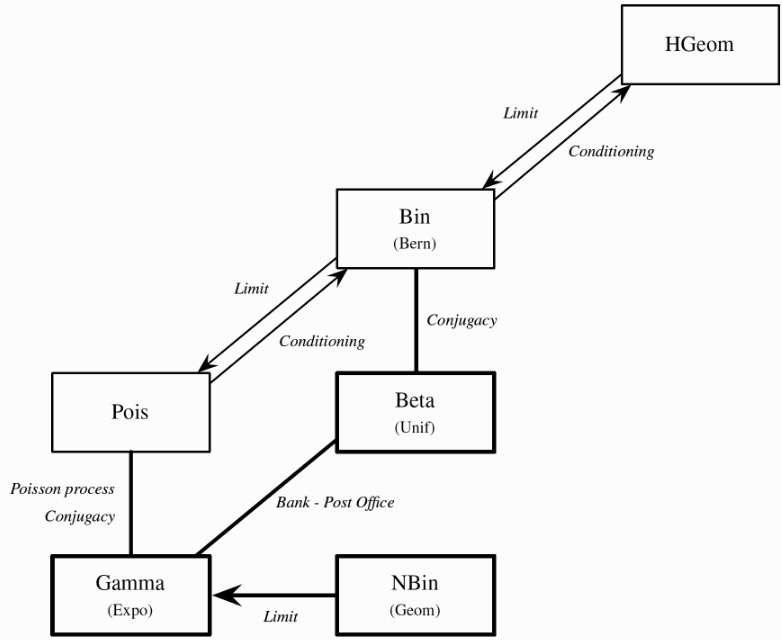 HGeom
Limit
Conditioning
Bin
(Bern)
Limit
Conditioning
Conjugacy
Pois
Beta
(Unif)
Poisson process
Conjugacy
Bank - Post Office
Gamma
(Expo)
Limit
NBin
(Geom)